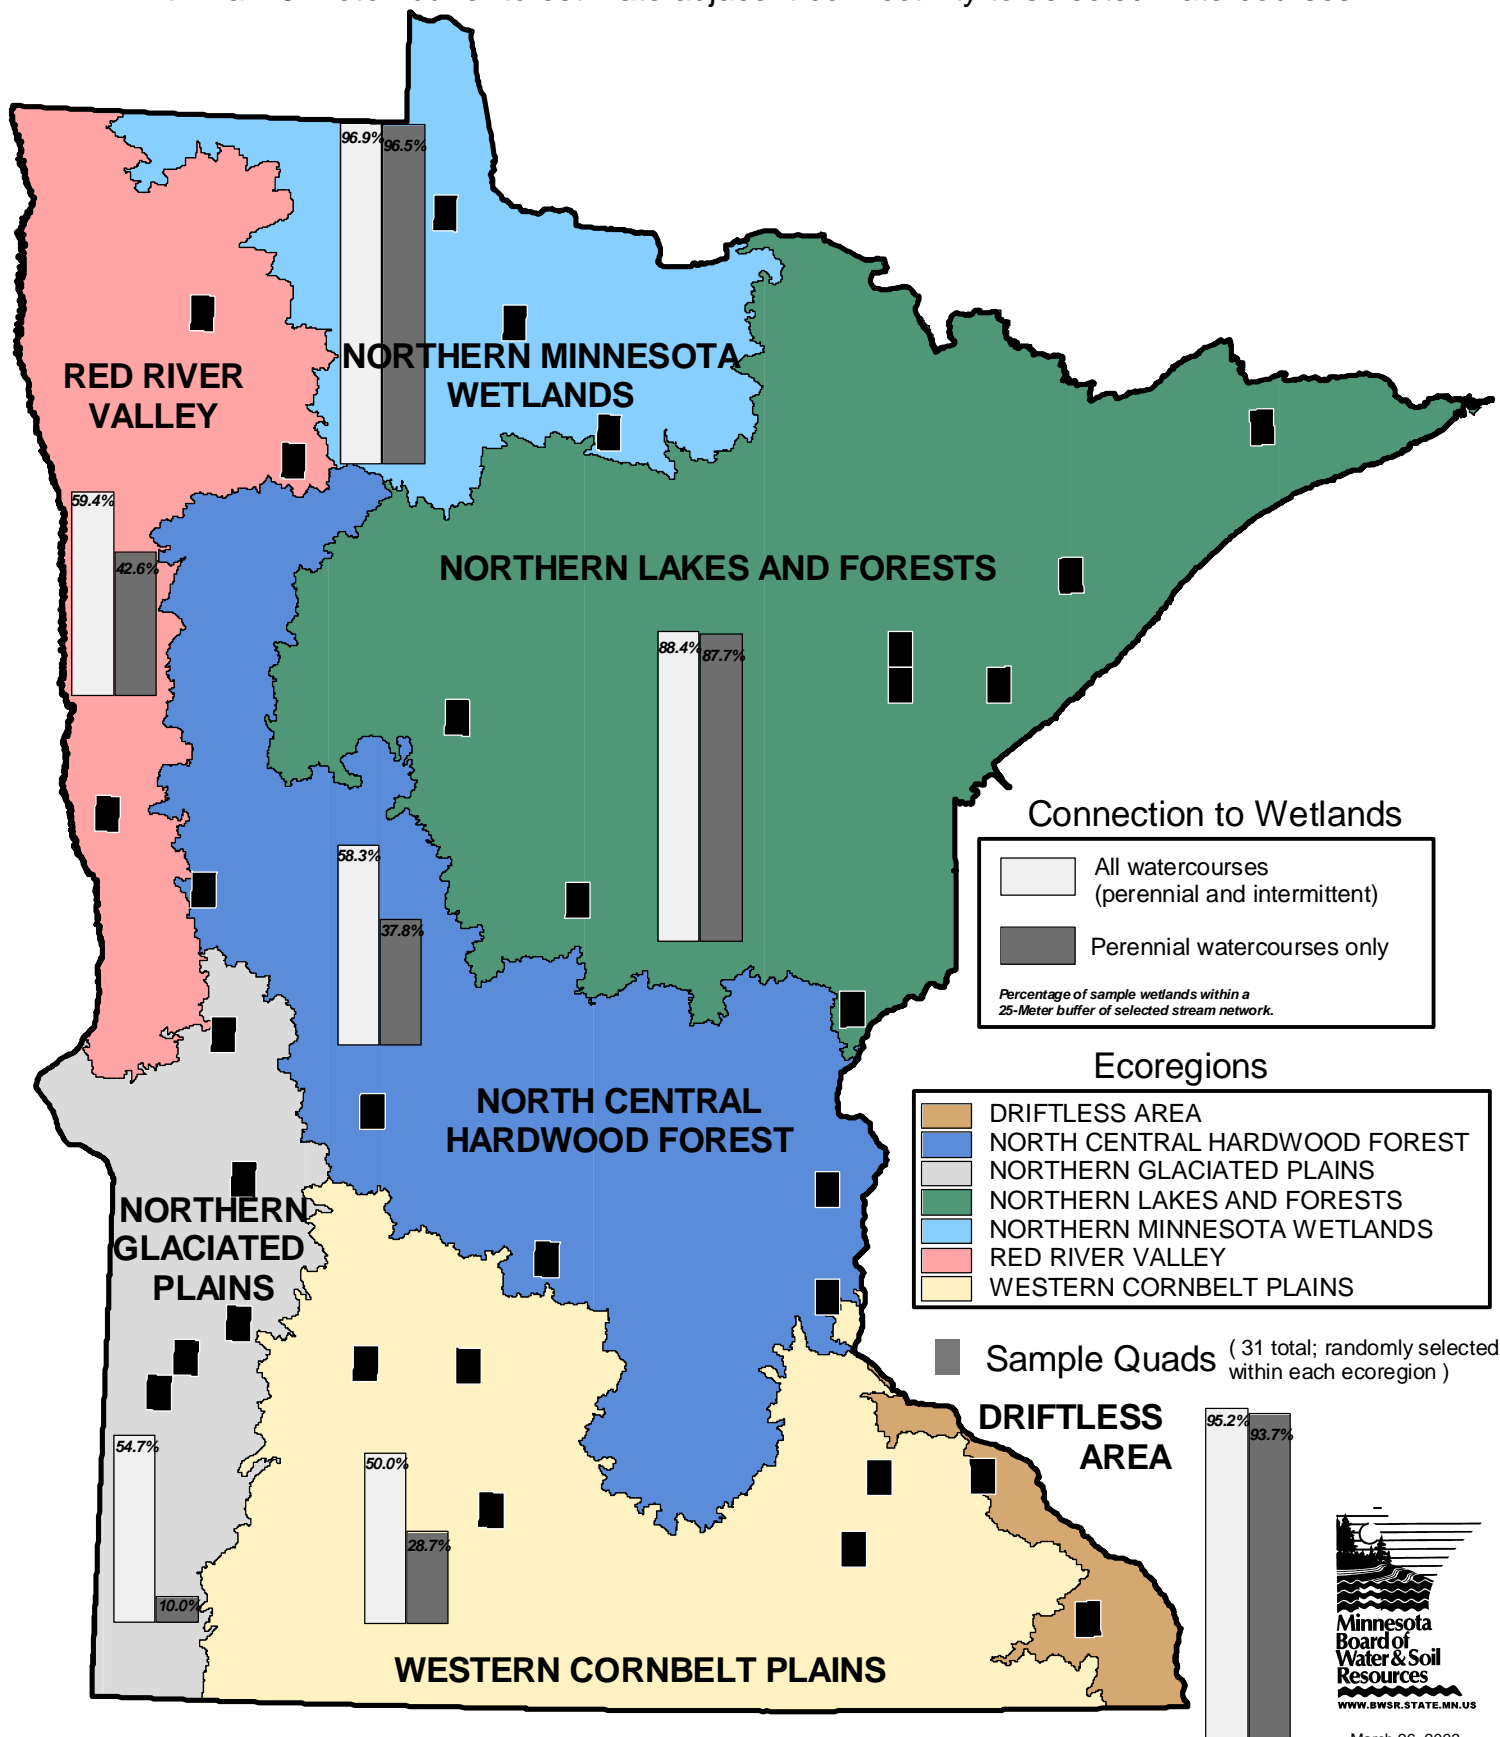 96.9%
96.5%
RED RIVER
VALLEY
NORTHERN MINNESOTA
WETLANDS
59.4%
42.6%
NORTHERN LAKES AND FORESTS
88.4%
87.7%
58.3%
37.8%
Connection to Wetlands
All watercourses
(perennial and intermittent)
Perennial watercourses only
Percentage of sample wetlands within a
25-Meter buffer of selected stream network.
Ecoregions
DRIFTLESS AREA
NORTH CENTRAL HARDWOOD FOREST
NORTHERN GLACIATED PLAINS
NORTHERN LAKES AND FORESTS
NORTHERN MINNESOTA WETLANDS
RED RIVER VALLEY
WESTERN CORNBELT PLAINS
NORTH CENTRAL
HARDWOOD FOREST
NORTHERN
GLACIATED
PLAINS
Sample Quads
( 31 total; randomly selected
within each ecoregion )
DRIFTLESS
AREA
95.2%
93.7%
54.7%
10.0%
50.0%
28.7%
WESTERN CORNBELT PLAINS
Minnesota
Board of
Water & Soil
Resources
WWW.BWSR.STATE.MN.US